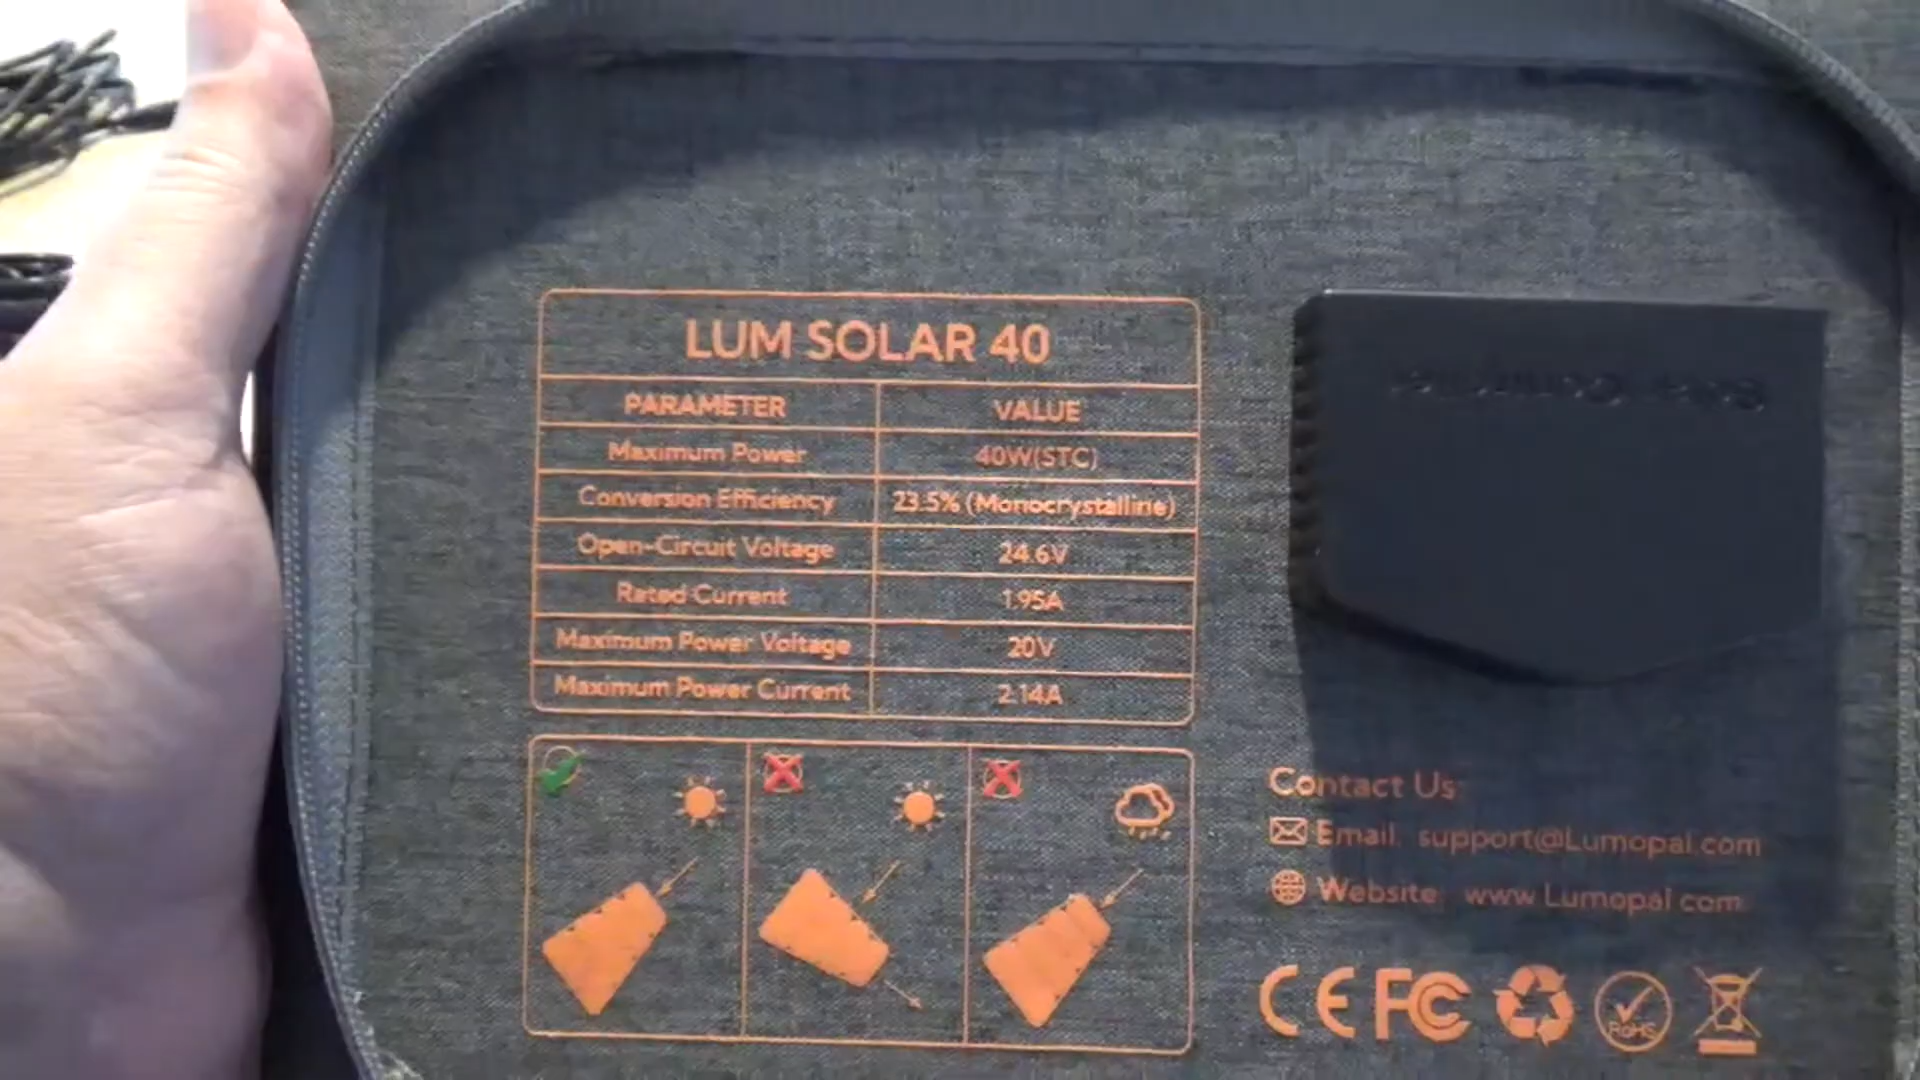 LUM SOLAR 40
PARAMETER VALUE
Maximum Power 40W(STC)
Conversion Efficiency 23.5% (Monocrystalline)
Open-Circuit Voltage 24.6V
Rated Current 1.95A
Maximum Power Voltage 20V
Maximum Power Current 2.14A
Contact Us:
Email: support@Lumopal.com
Website: www.Lumopal.com
CE FC RoHS